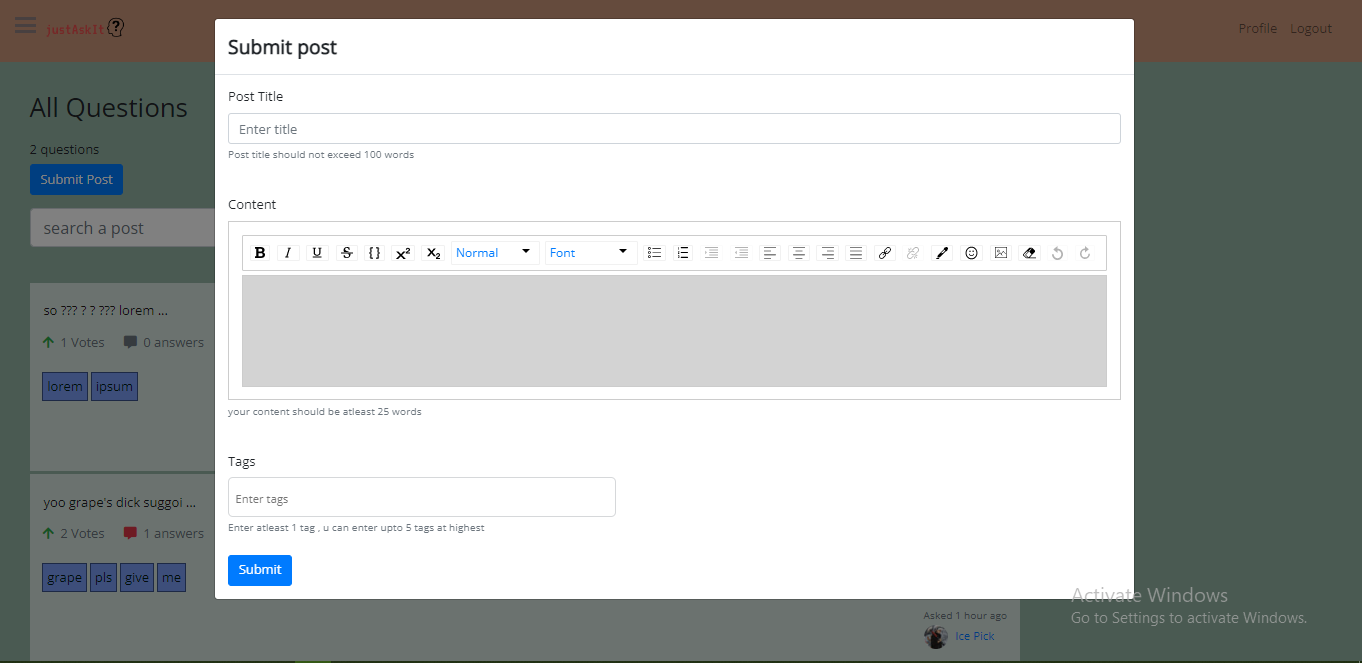 justAskIt
Profile Logout
Submit post
All Questions
2 questions
Submit Post
search a post
Post Title
Enter title
Post title should not exceed 100 words
Content
B I U S {} x² x₂ Normal Font
your content should be atleast 25 words
Tags
Enter tags
Enter atleast 1 tag , u can enter upto 5 tags at highest
Submit
so ??? ? ? ??? lorem ...
1 Votes 0 answers
lorem ipsum
yoo grape's dick suggoi ...
2 Votes 1 answers
grape pls give me
Asked 1 hour ago
Ice Pick
Activate Windows
Go to Settings to activate Windows.